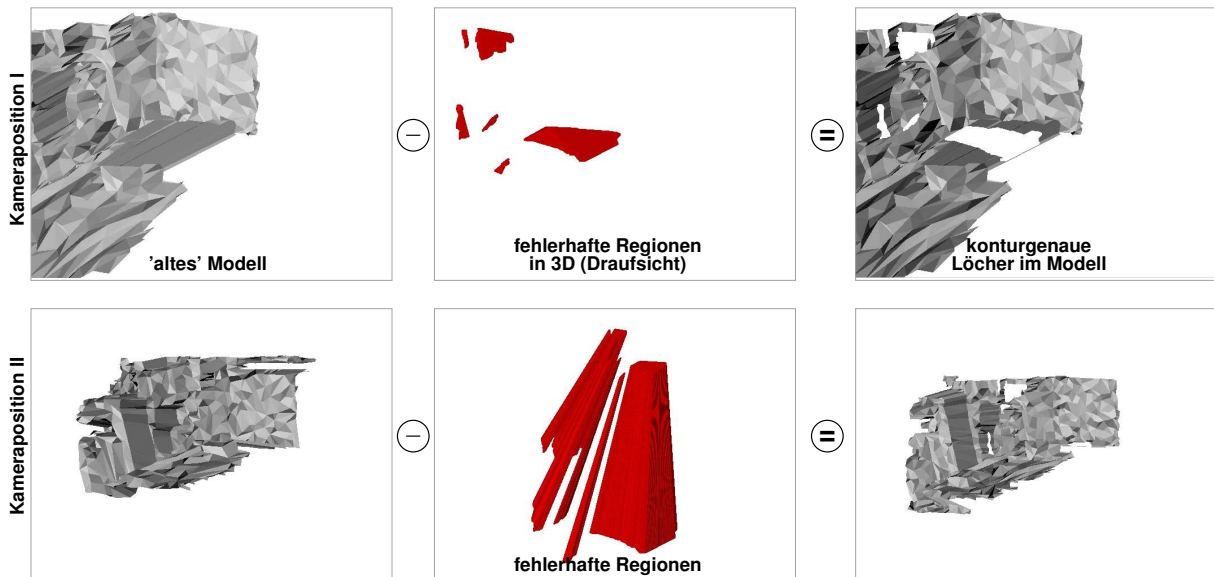 Kameraposition I
'altes' Modell
−
fehlerhafte Regionen
in 3D (Draufsicht)
=
konturgenaue
Löcher im Modell
Kameraposition II
−
fehlerhafte Regionen
=